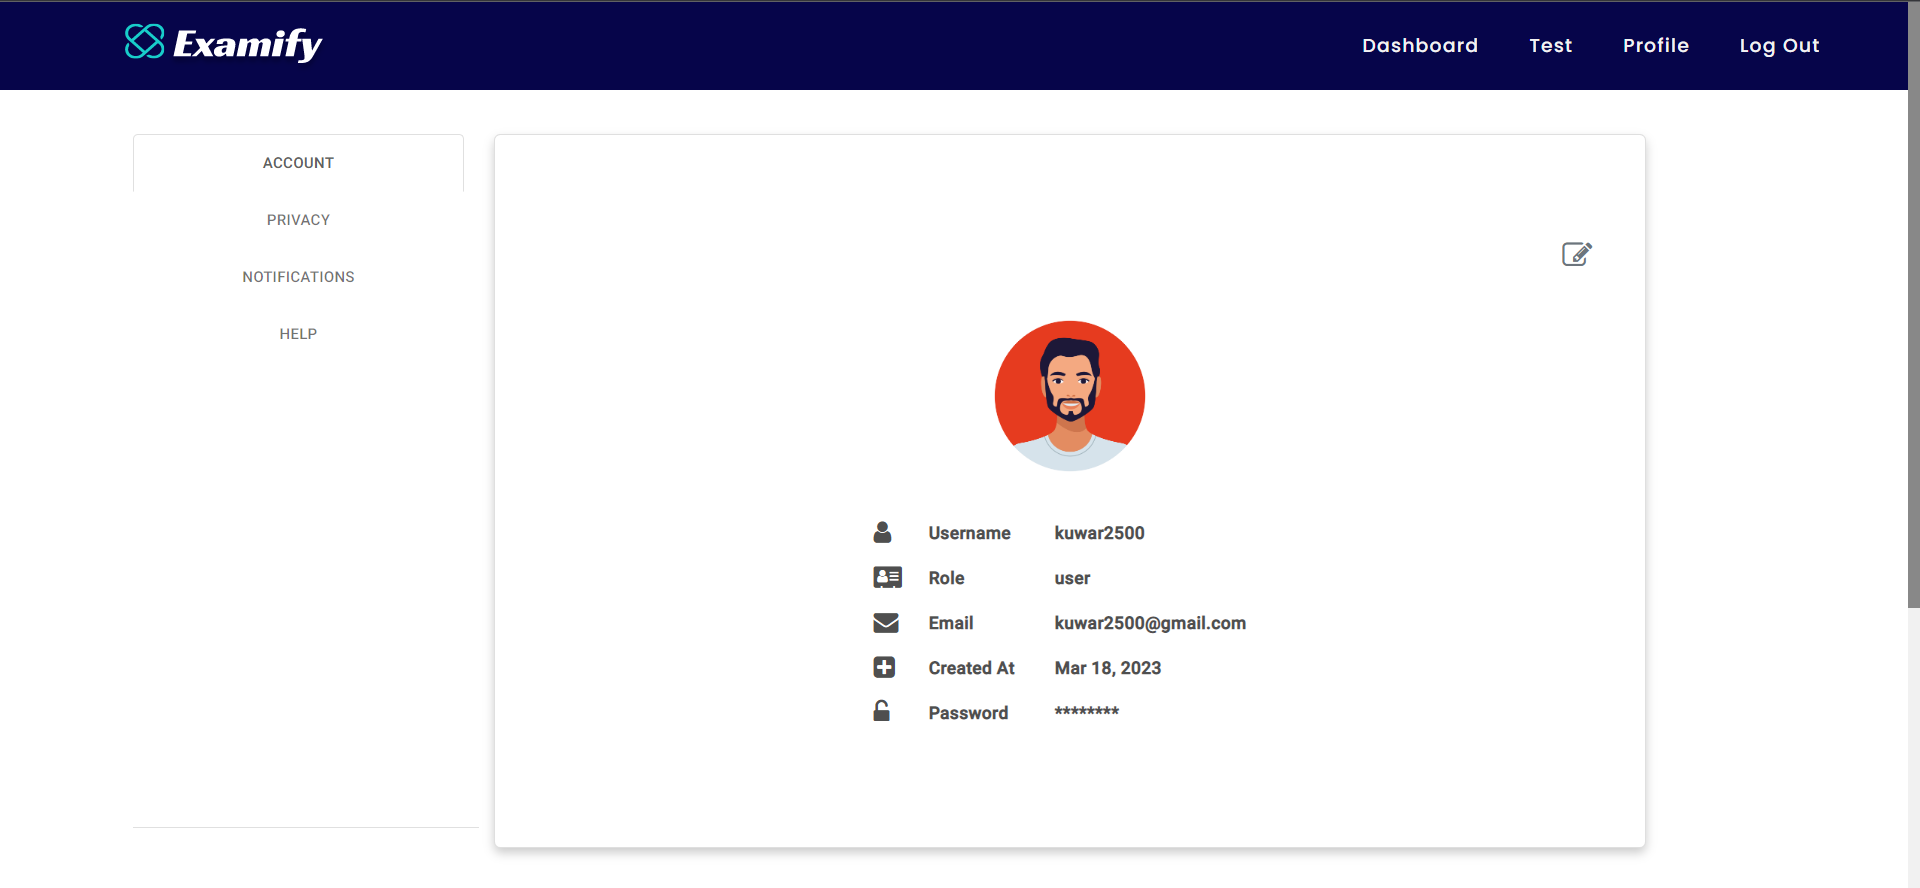 Examify
Dashboard Test Profile Log Out
ACCOUNT
PRIVACY
NOTIFICATIONS
HELP
Username kuwar2500
Role user
Email kuwar2500@gmail.com
Created At Mar 18, 2023
Password ********